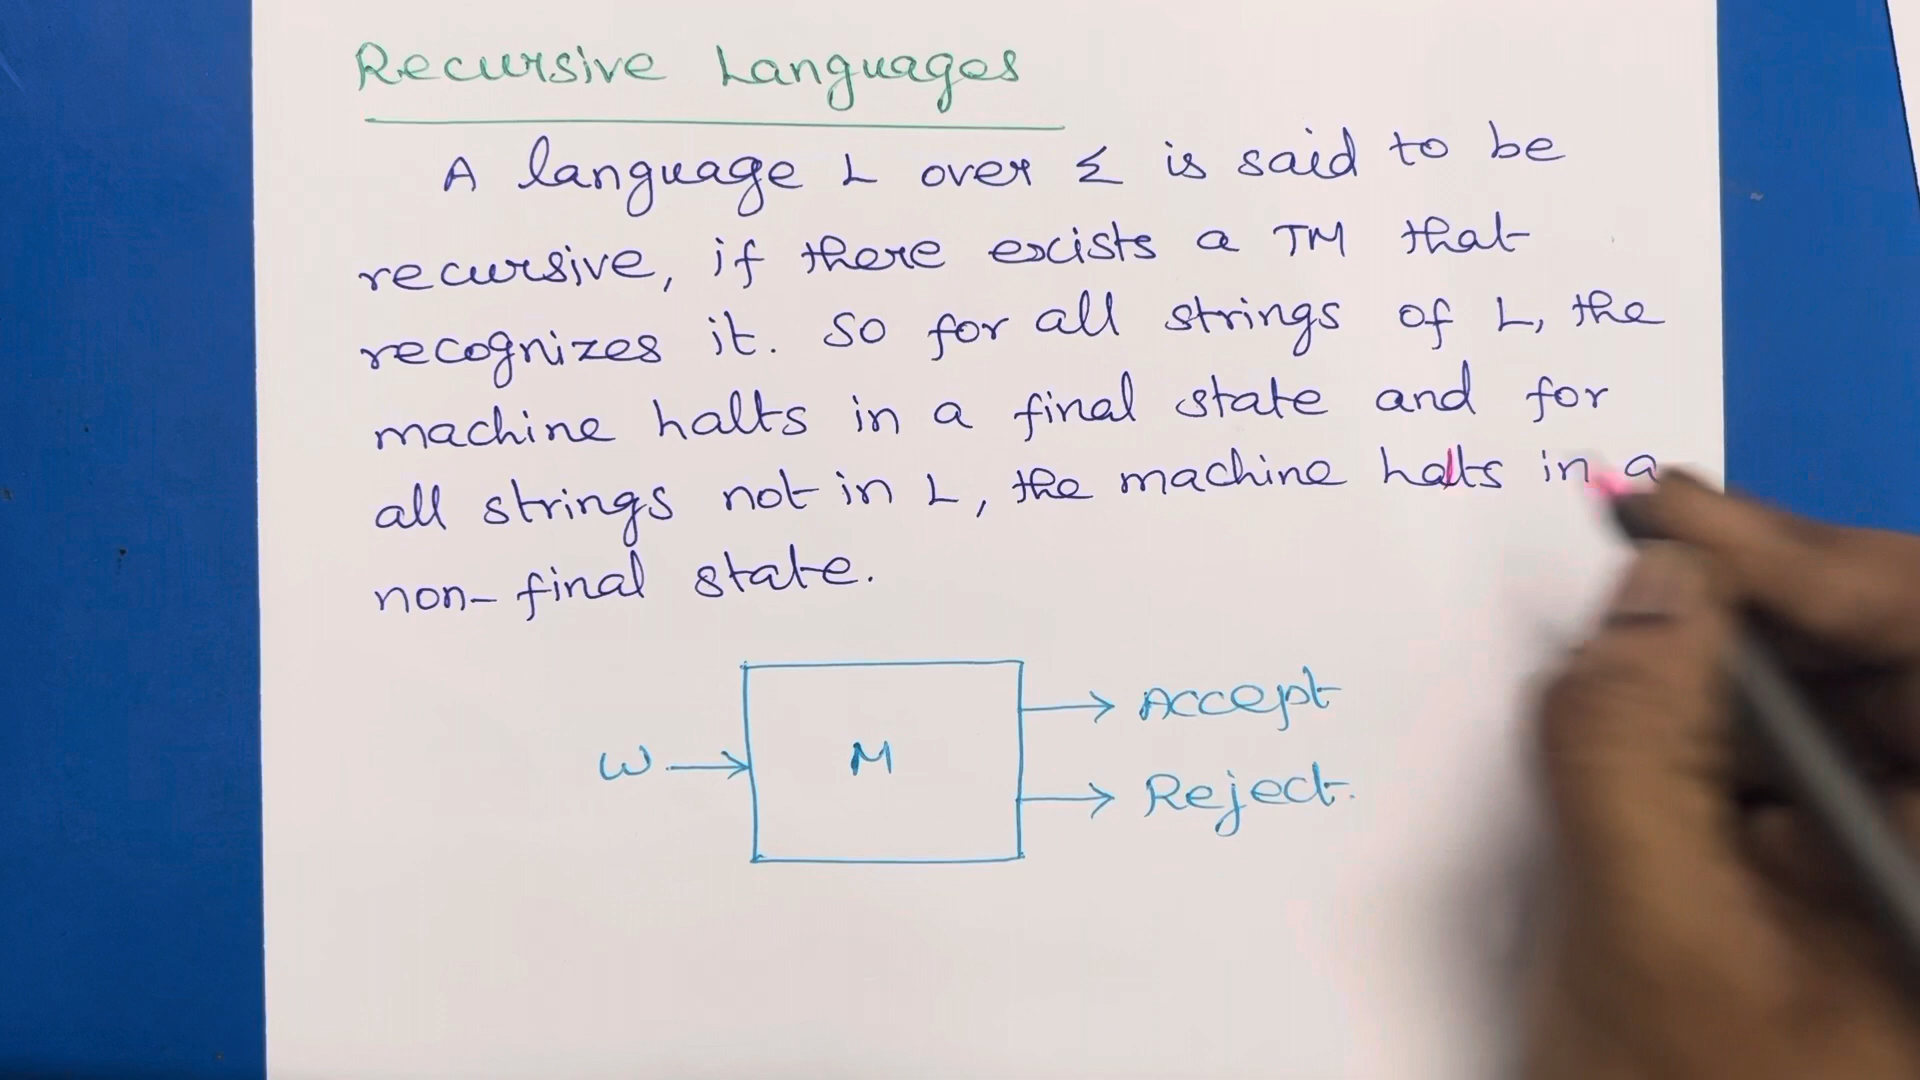 Recursive Languages
A language L over Σ is said to be
recursive, if there exists a TM that
recognizes it. So for all strings of L, the
machine halts in a final state and for
all strings not in L, the machine halts in a
non-final state.
Accept
ω → M
Reject.